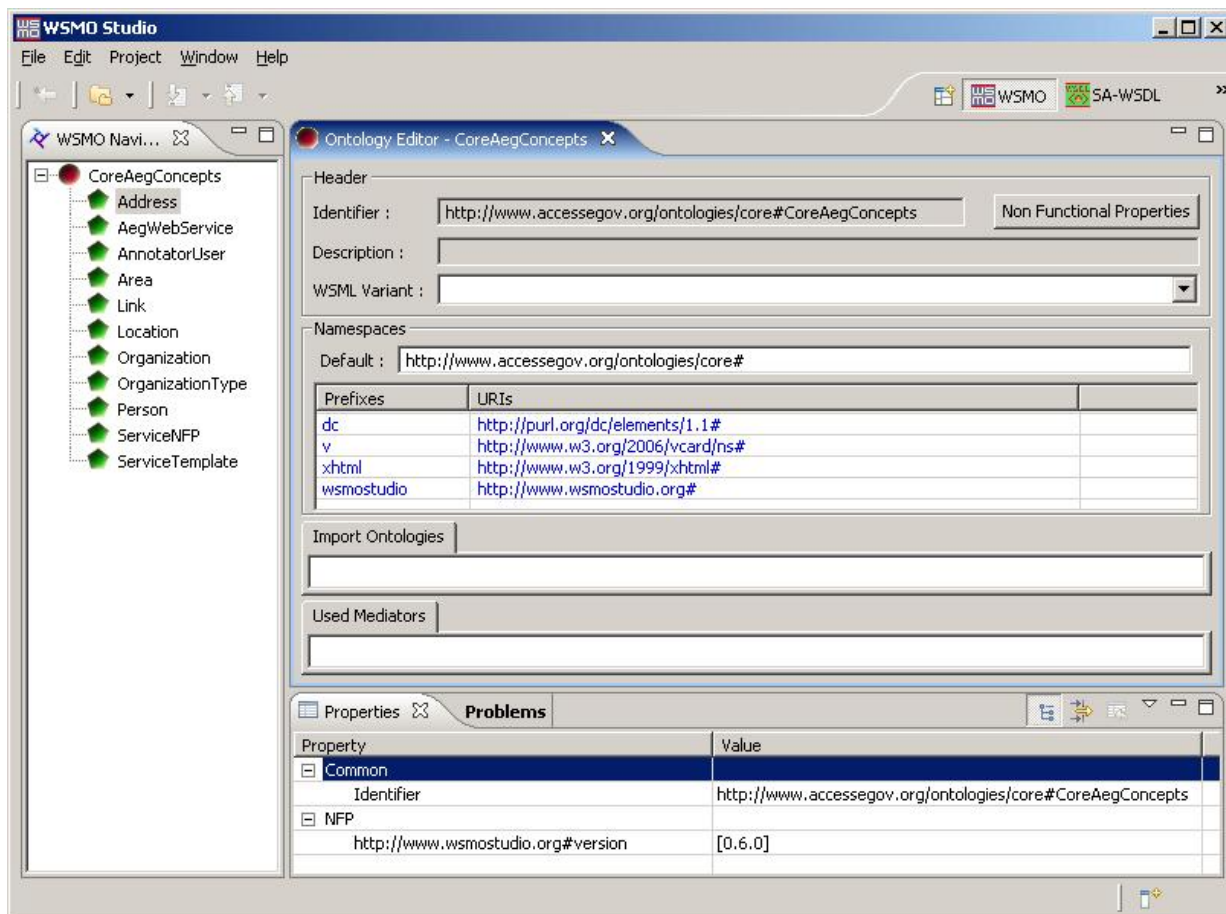 WSMO Studio
File Edit Project Window Help
WSMO SA-WSDL »
WSMO Navi...
CoreAegConcepts
Address
AegWebService
AnnotatorUser
Area
Link
Location
Organization
OrganizationType
Person
ServiceNFP
ServiceTemplate
Ontology Editor - CoreAegConcepts
Header
Identifier : http://www.accessegov.org/ontologies/core#CoreAegConcepts Non Functional Properties
Description :
WSML Variant :
Namespaces
Default : http://www.accessegov.org/ontologies/core#
Prefixes URIs
dc http://purl.org/dc/elements/1.1#
v http://www.w3.org/2006/vcard/ns#
xhtml http://www.w3.org/1999/xhtml#
wsmostudio http://www.wsmostudio.org#
Import Ontologies
Used Mediators
Properties Problems
Property Value
Common
Identifier http://www.accessegov.org/ontologies/core#CoreAegConcepts
NFP
http://www.wsmostudio.org#version [0.6.0]